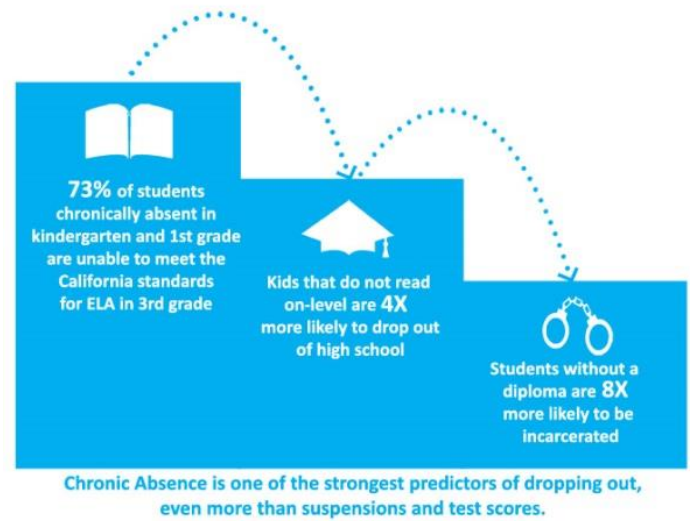 73% of students
chronically absent in
kindergarten and 1st grade
are unable to meet the
California standards
for ELA in 3rd grade
Kids that do not read
on-level are 4X
more likely to drop out
of high school
Students without a
diploma are 8X
more likely to be
incarcerated
Chronic Absence is one of the strongest predictors of dropping out,
even more than suspensions and test scores.